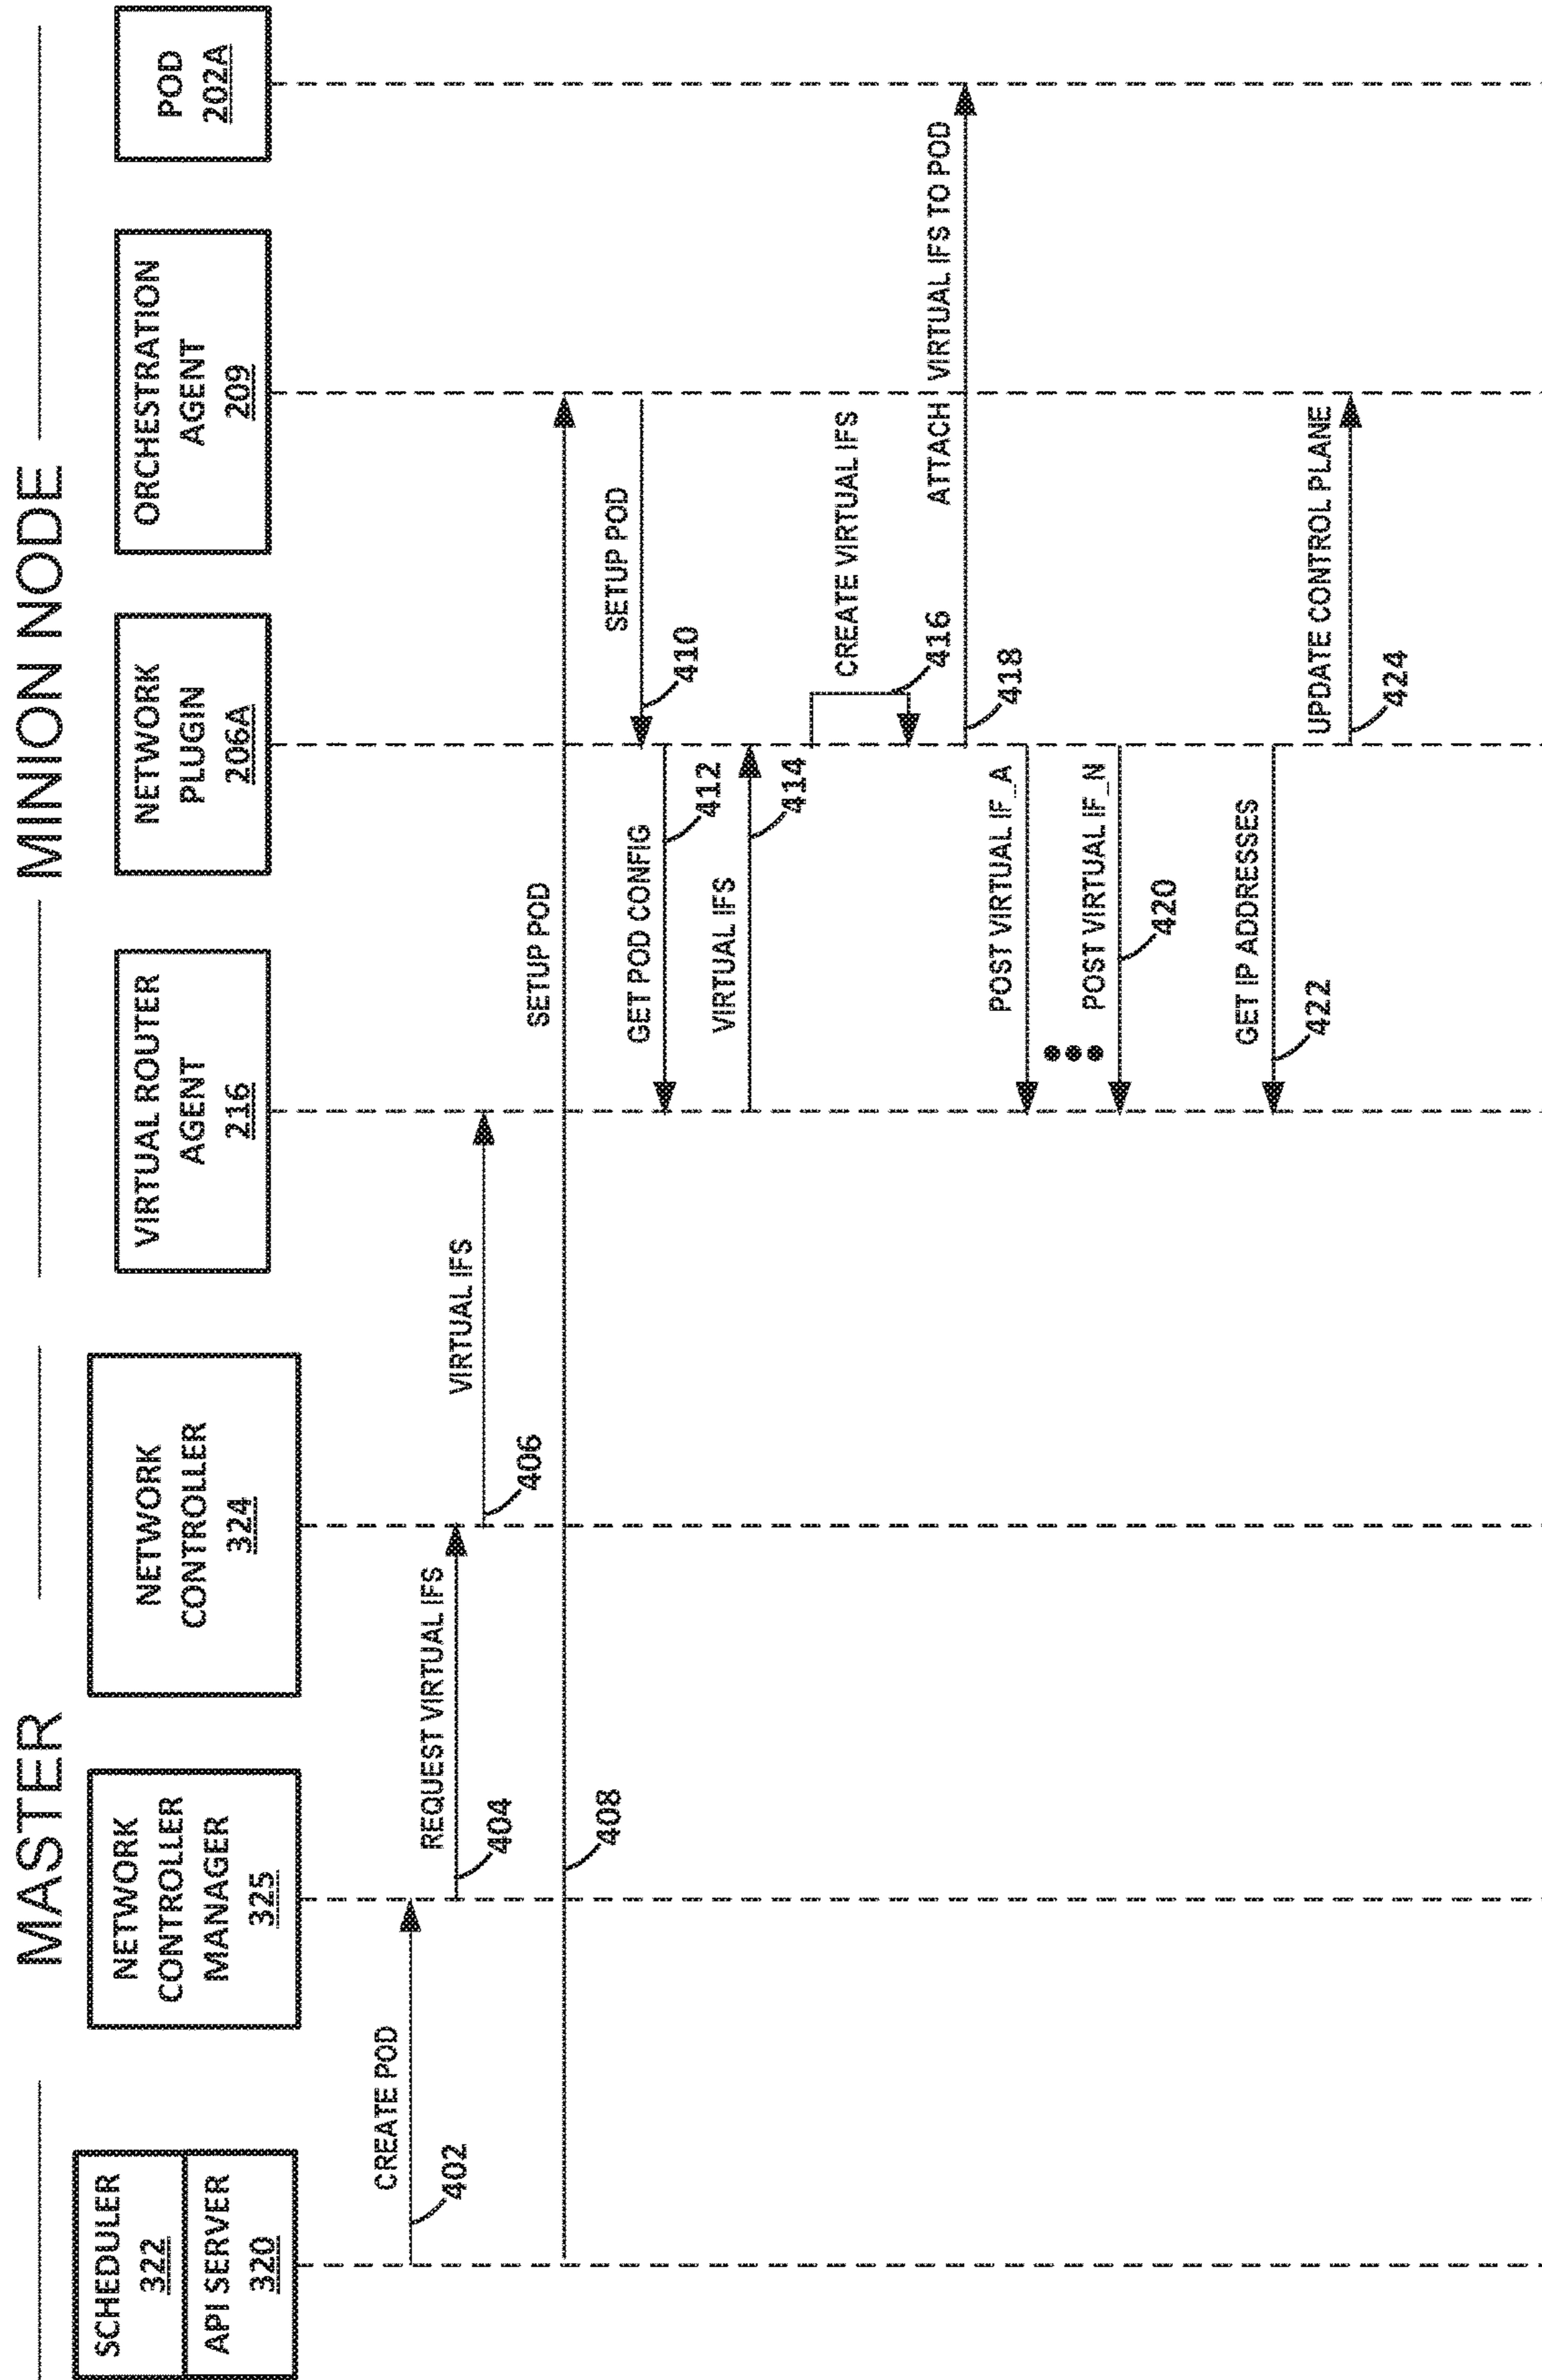 MASTER
MINION NODE
SCHEDULER
322
API SERVER
320
NETWORK
CONTROLLER
MANAGER
325
NETWORK
CONTROLLER
324
VIRTUAL ROUTER
AGENT
216
NETWORK
PLUGIN
206A
ORCHESTRATION
AGENT
209
POD
202A
CREATE POD
402
REQUEST VIRTUAL IFS
404
VIRTUAL IFS
406
SETUP POD
408
SETUP POD
410
GET POD CONFIG
412
VIRTUAL IFS
414
CREATE VIRTUAL IFS
416
ATTACH VIRTUAL IFS TO POD
418
POST VIRTUAL IF_A
POST VIRTUAL IF_N
420
GET IP ADDRESSES
422
UPDATE CONTROL PLANE
424